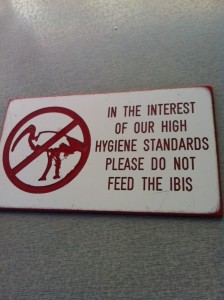 IN THE INTEREST
OF OUR HIGH
HYGIENE STANDARDS
PLEASE DO NOT
FEED THE IBIS